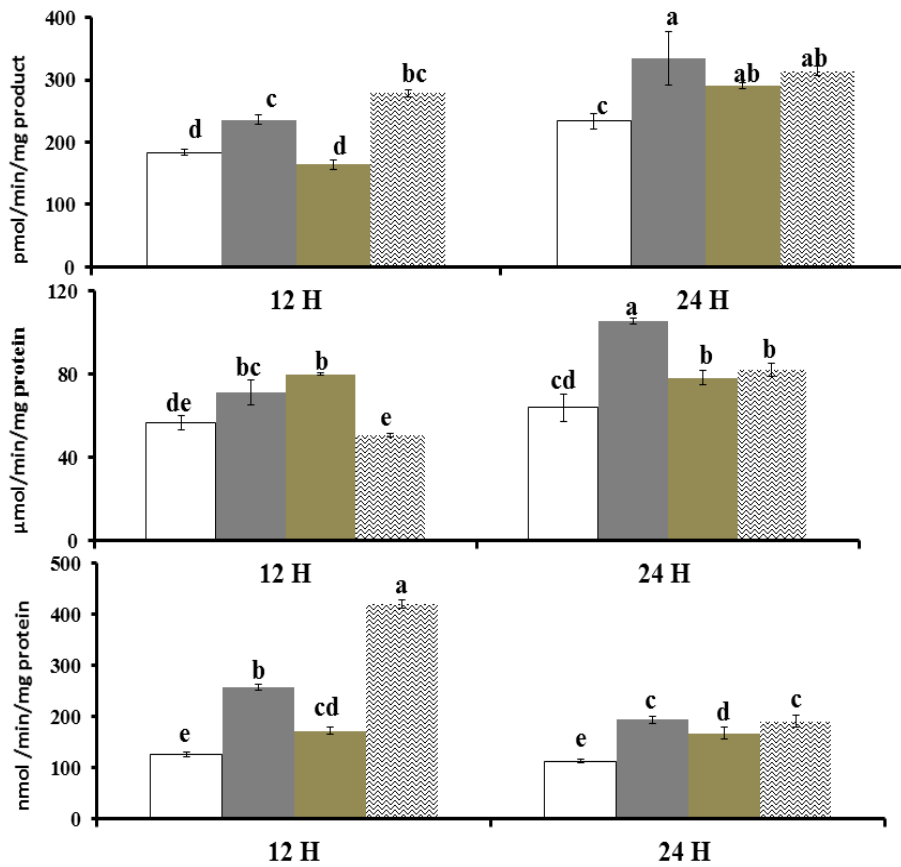 pmol/min/mg product
400
300
200
100
0
d
c
d
bc
c
a
ab
ab
12 H
24 H
µmol/min/mg protein
120
80
40
0
de
bc
b
e
cd
a
b
b
12 H
24 H
nmol /min/mg protein
500
400
300
200
100
0
e
b
cd
a
e
c
d
c
12 H
24 H